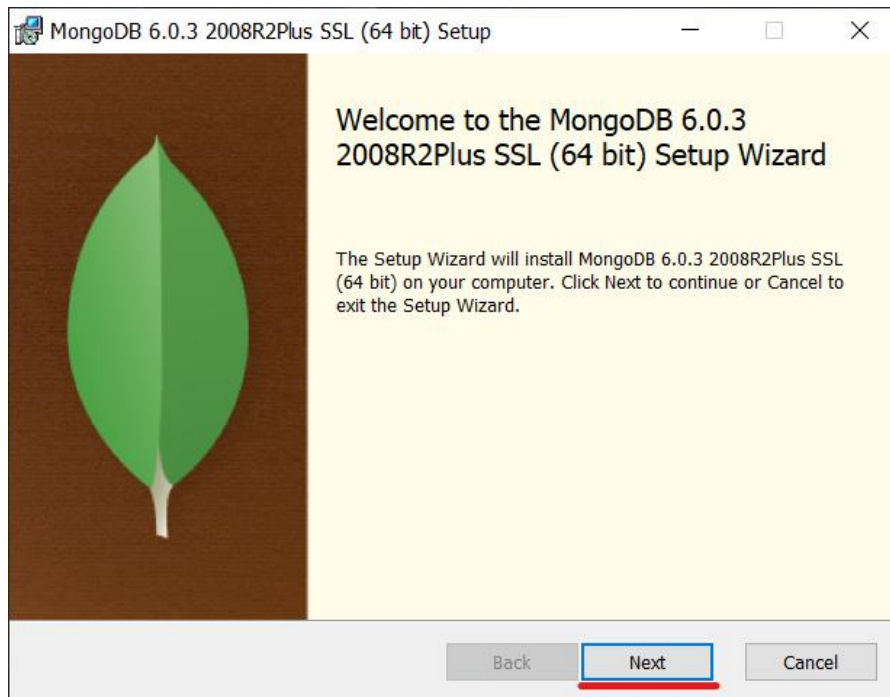 MongoDB 6.0.3 2008R2Plus SSL (64 bit) Setup
Welcome to the MongoDB 6.0.3
2008R2Plus SSL (64 bit) Setup Wizard
The Setup Wizard will install MongoDB 6.0.3 2008R2Plus SSL
(64 bit) on your computer. Click Next to continue or Cancel to
exit the Setup Wizard.
Back Next Cancel